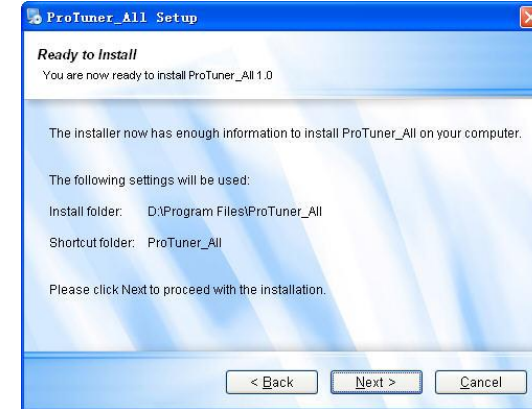 ProTuner_All Setup
Ready to Install
You are now ready to install ProTuner_All 1.0
The installer now has enough information to install ProTuner_All on your computer.
The following settings will be used:
Install folder: D:\Program Files\ProTuner_All
Shortcut folder: ProTuner_All
Please click Next to proceed with the installation.
< Back Next > Cancel